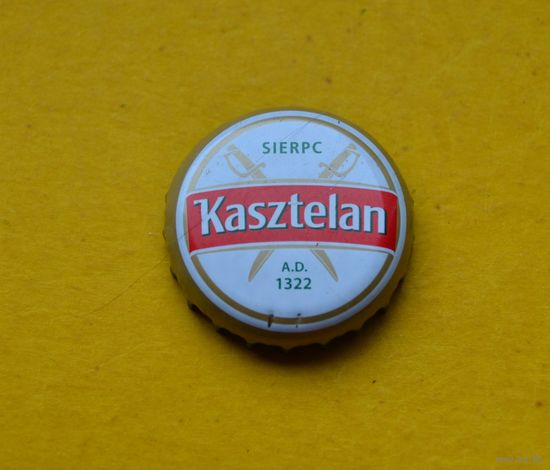 SIERPC
Kasztelan
A.D.
1322